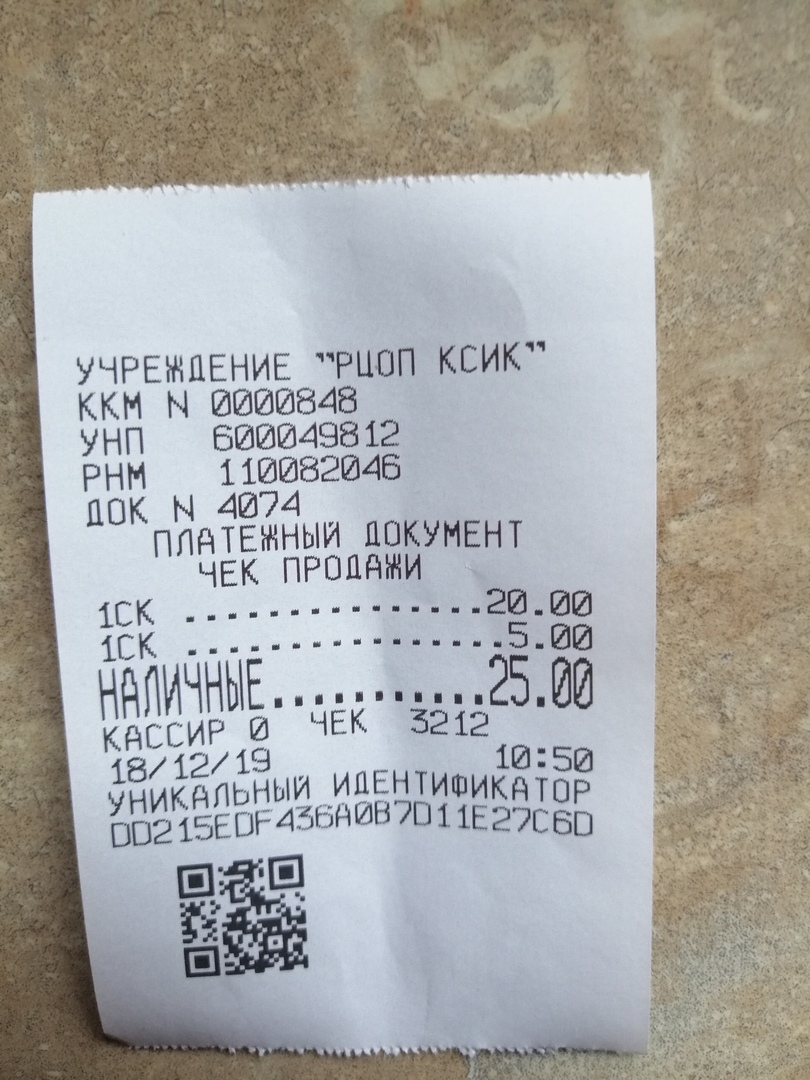 УЧРЕЖДЕНИЕ "РЦОП КСИК"
ККМ N 0000848
УНП 600049812
РНМ 110082046
ДОК N 4074
ПЛАТЕЖНЫЙ ДОКУМЕНТ
ЧЕК ПРОДАЖИ
1СК ...............20.00
1СК ................5.00
НАЛИЧНЫЕ...........25.00
КАССИР 0 ЧЕК 3212
18/12/19 10:50
УНИКАЛЬНЫЙ ИДЕНТИФИКАТОР
DD215EDF436A0B7D11E27C6D